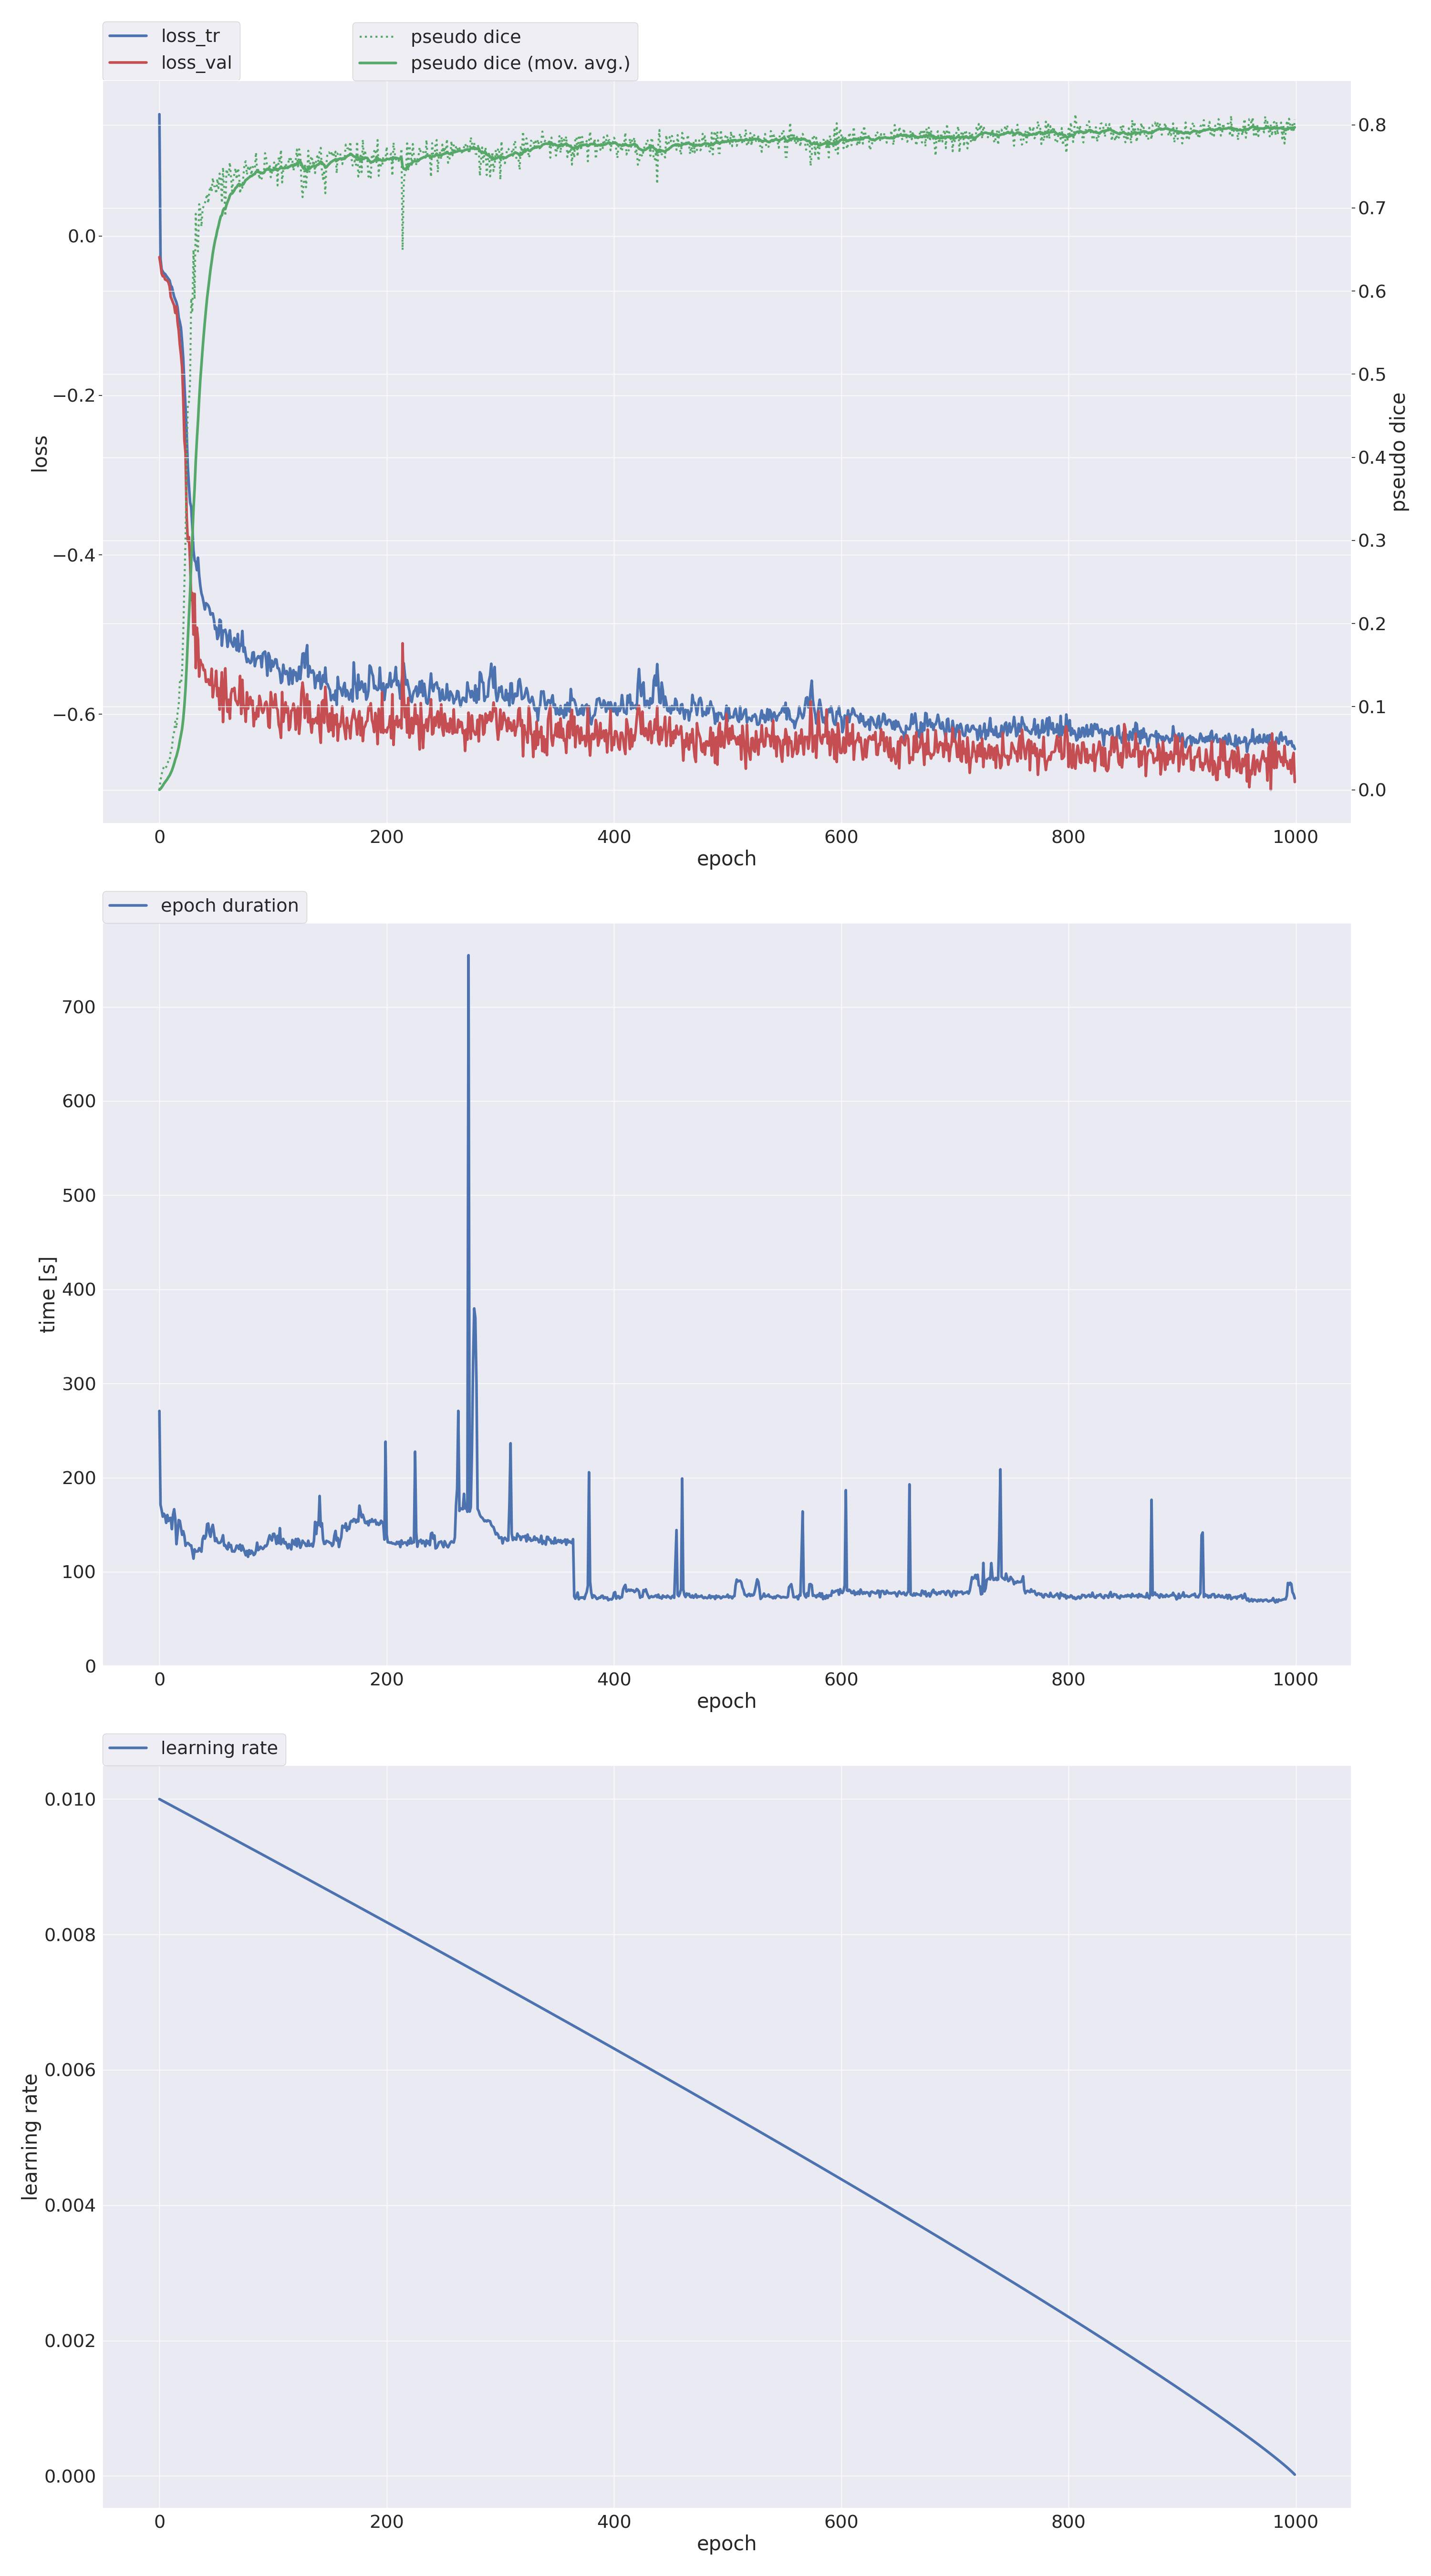 loss_tr
loss_val
pseudo dice
pseudo dice (mov. avg.)
0.0
−0.2
−0.4
−0.6
loss
0.8
0.7
0.6
0.5
0.4
0.3
0.2
0.1
0.0
pseudo dice
0 200 400 600 800 1000
epoch
epoch duration
700
600
500
400
300
200
100
0
time [s]
0 200 400 600 800 1000
epoch
learning rate
0.010
0.008
0.006
0.004
0.002
0.000
learning rate
0 200 400 600 800 1000
epoch